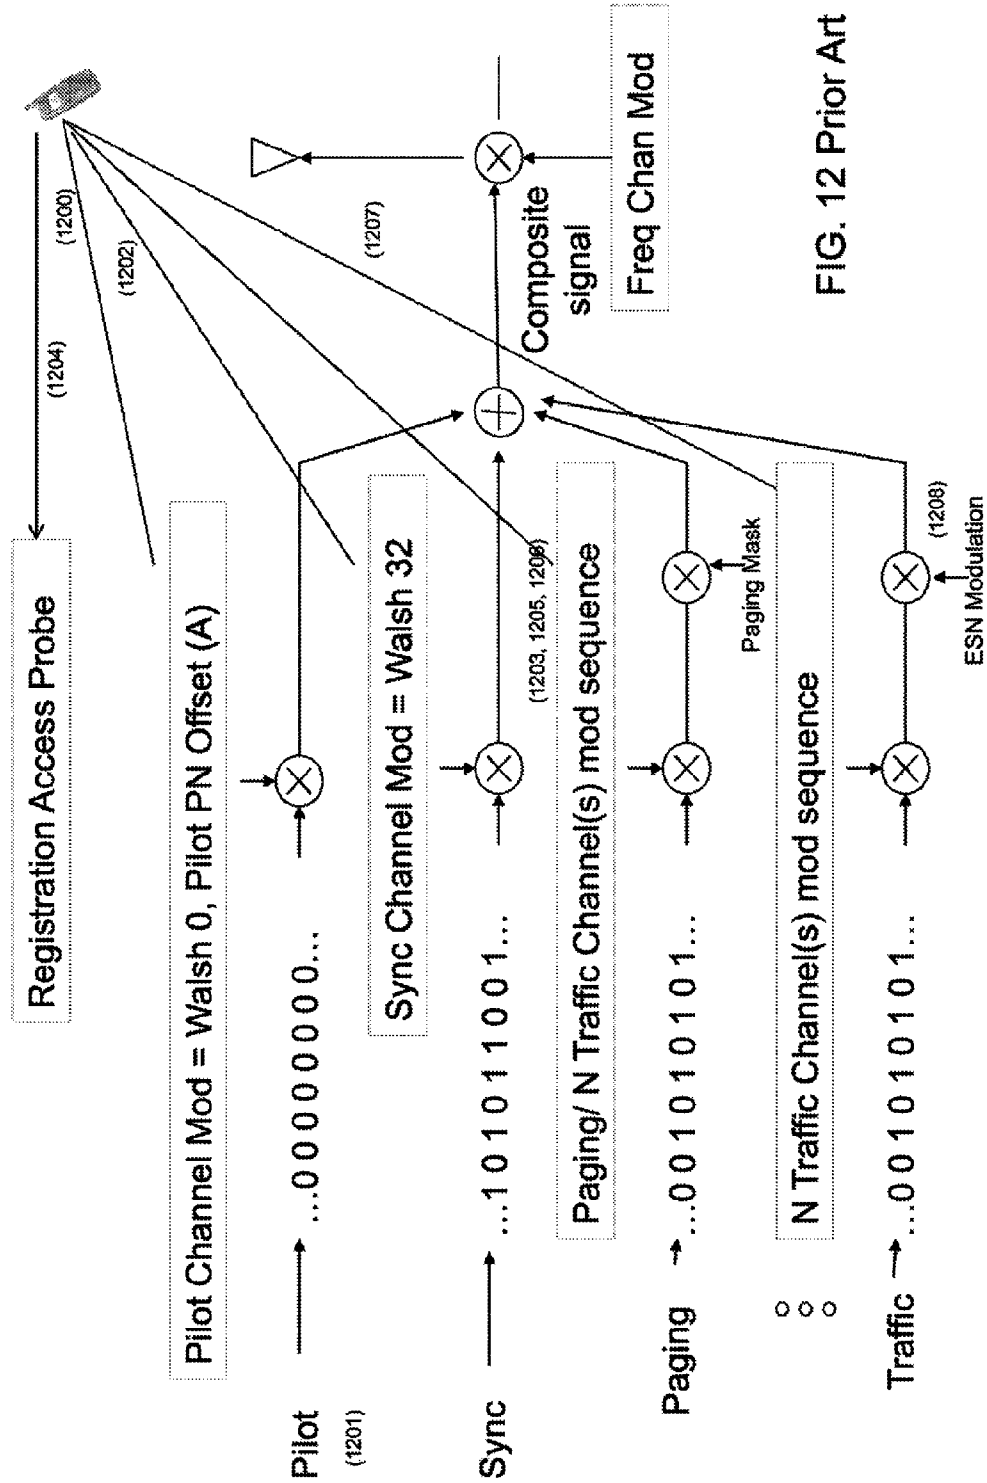 Registration Access Probe
(1204)
(1200)
(1202)
(1207)
Pilot Channel Mod = Walsh 0, Pilot PN Offset (A)
Pilot
(1201)
...0 0 0 0 0 0 0 0 0...
Sync Channel Mod = Walsh 32
Sync
...1 0 1 0 1 1 0 0 1...
(1203, 1205, 1206)
Composite
signal
Freq Chan Mod
Paging/ N Traffic Channel(s) mod sequence
Paging
...0 0 1 0 1 0 1 0 1...
Paging Mask
N Traffic Channel(s) mod sequence
Traffic
...0 0 1 0 1 0 1 0 1...
(1208)
ESN Modulation
FIG. 12 Prior Art